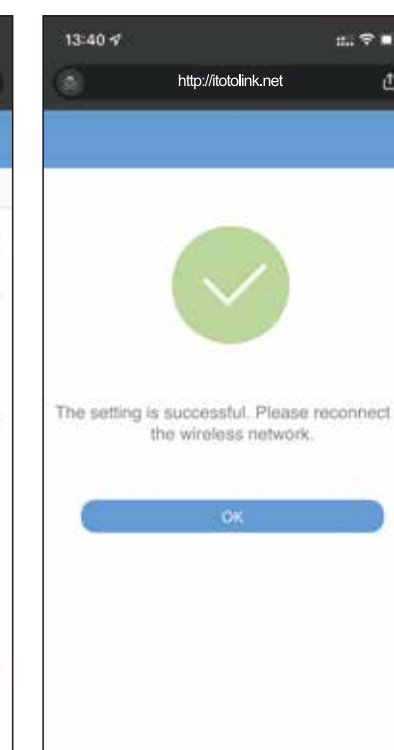 13:40
http://itotolink.net
The setting is successful. Please reconnect
the wireless network.
OK